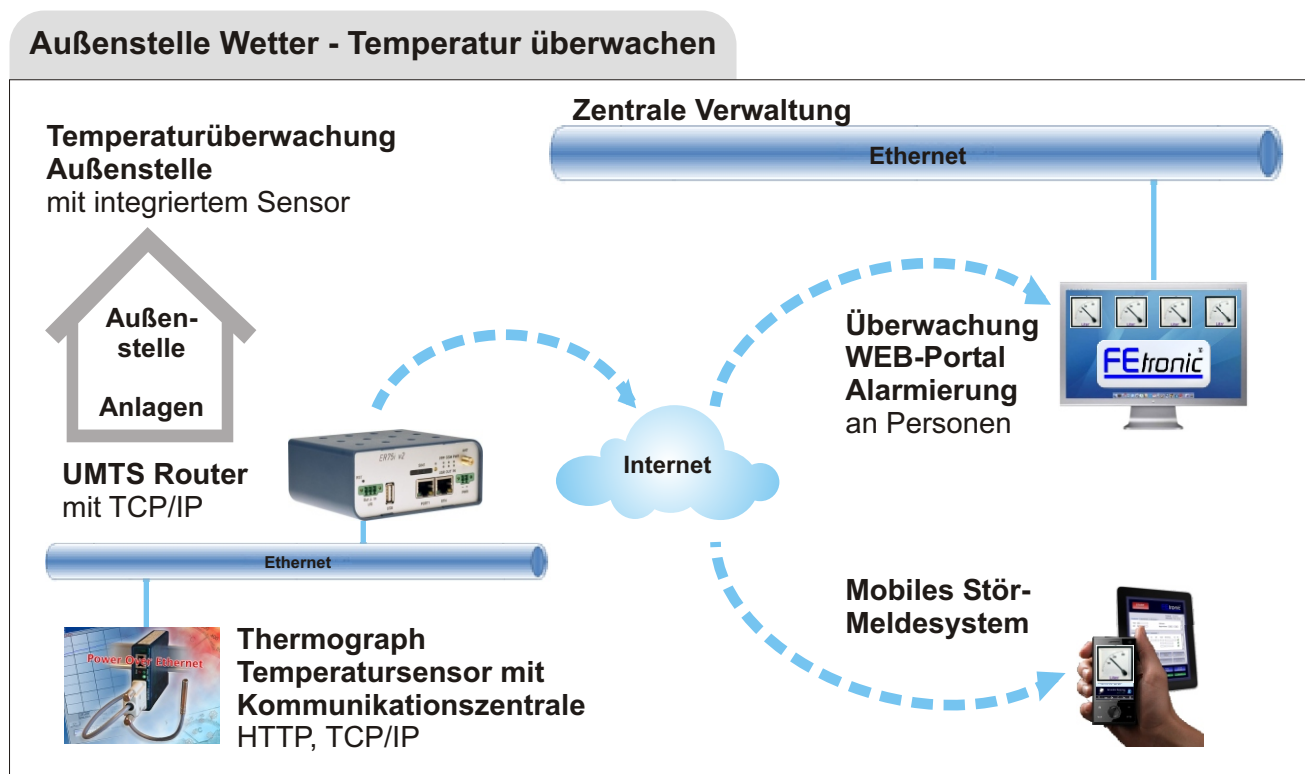 Außenstelle Wetter - Temperatur überwachen
Zentrale Verwaltung
Ethernet
Temperaturüberwachung
Außenstelle
mit integriertem Sensor
Außen-
stelle
Anlagen
UMTS Router
mit TCP/IP
ER75i v2
Ethernet
Internet
Überwachung
WEB-Portal
Alarmierung
an Personen
FEtronic
Power Over Ethernet
Thermograph
Temperatursensor mit
Kommunikationszentrale
HTTP, TCP/IP
Mobiles Stör-
Meldesystem